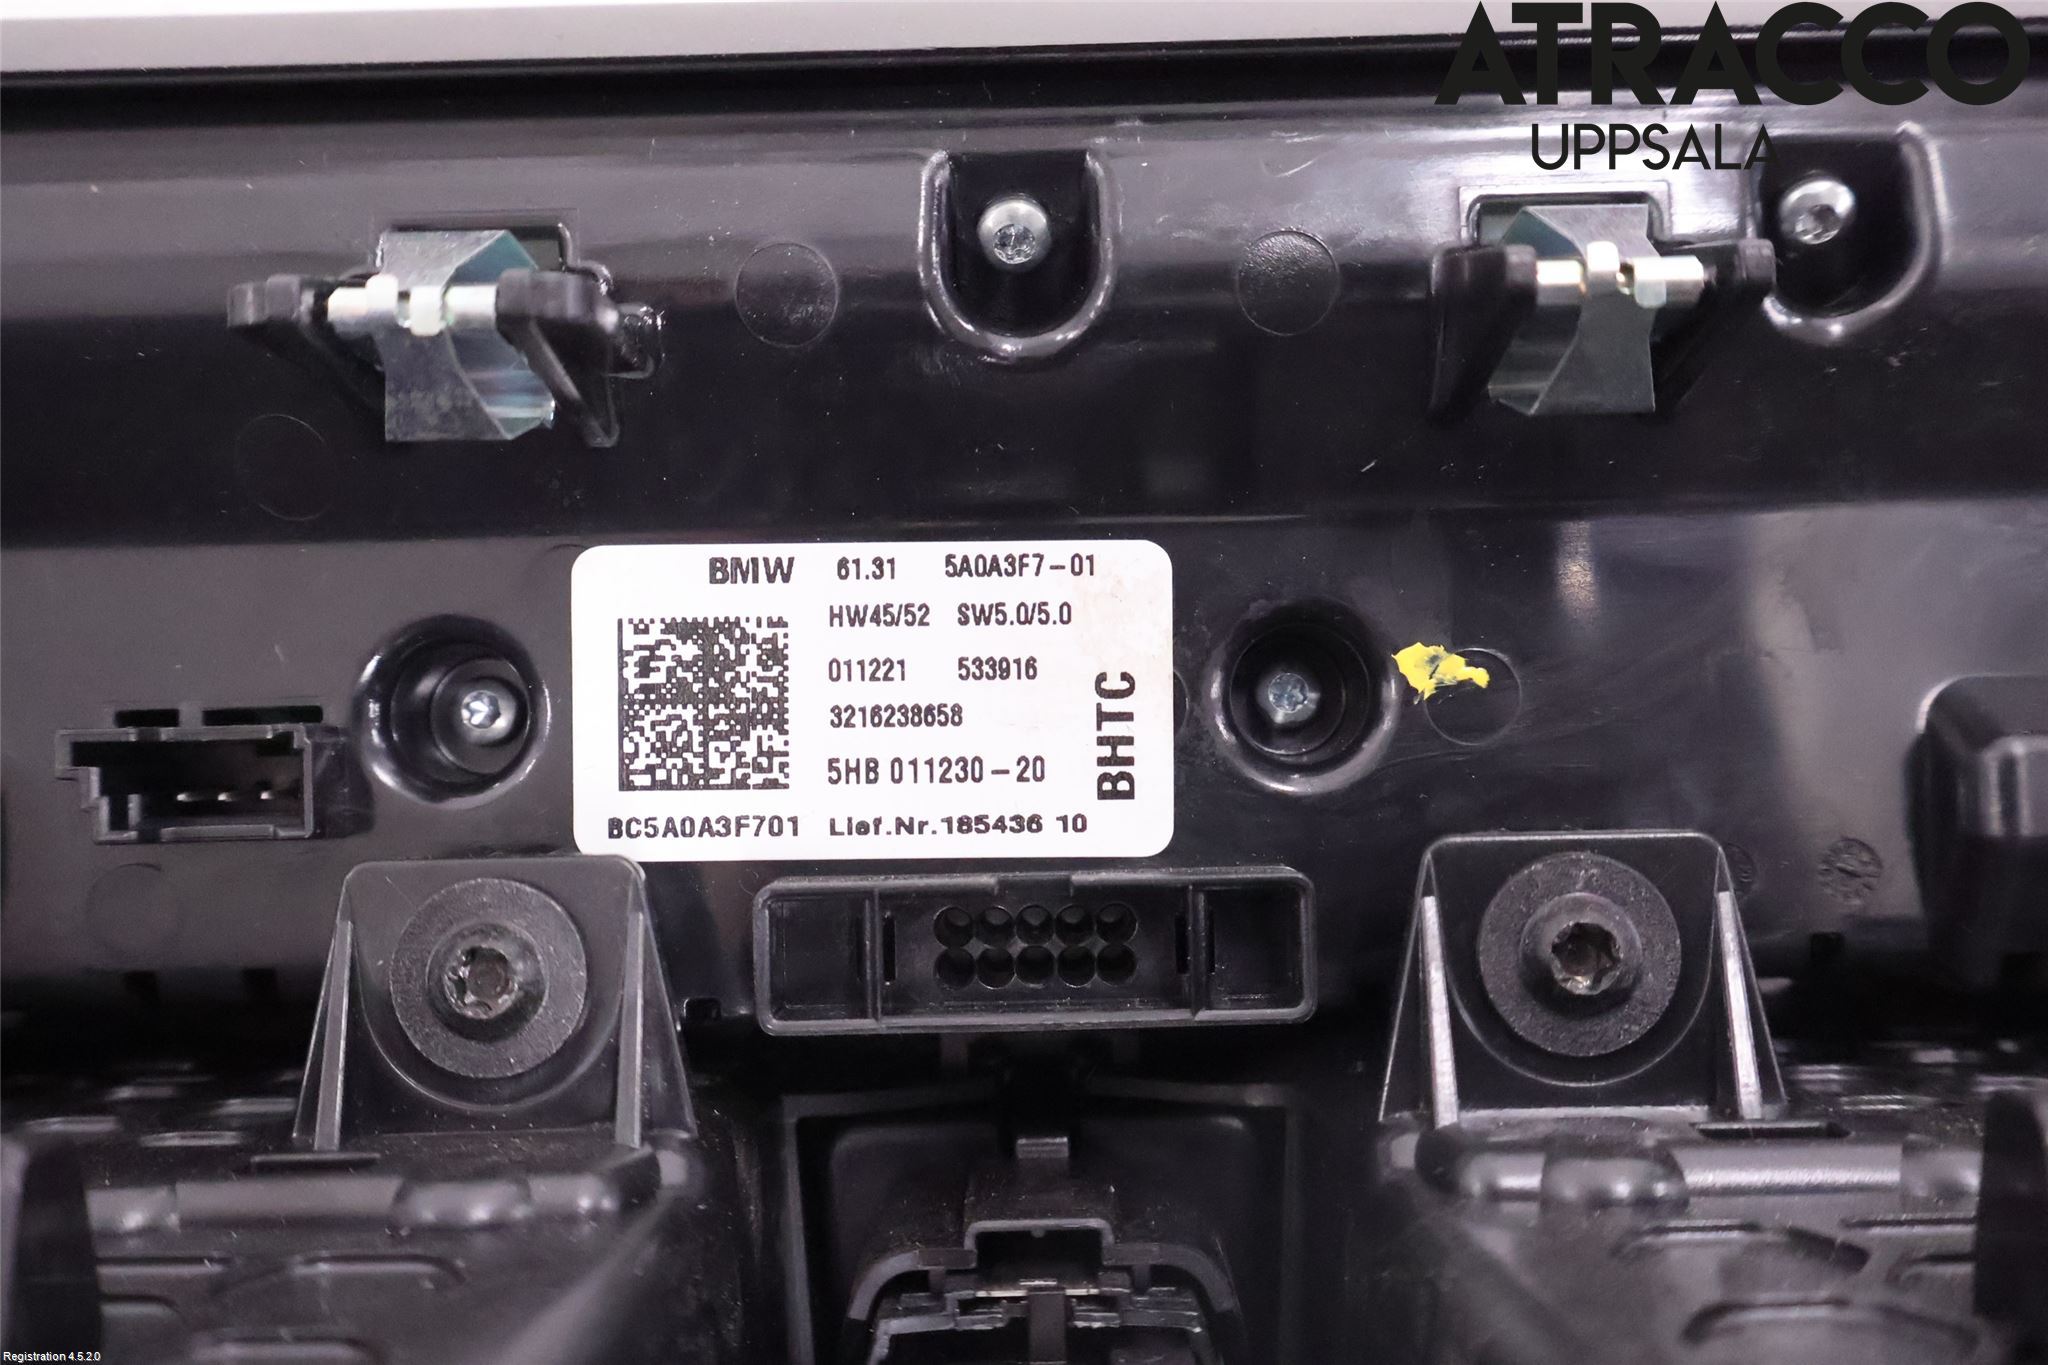 ATRACCO
UPPSALA
BMW 61.31 5A0A3F7-01
HW45/52 SW5.0/5.0
011221 533916
3216238658
5HB 011230-20
BHTC
BC5A0A3F701 Lief.Nr.185436 10
Registration 4.5.2.0